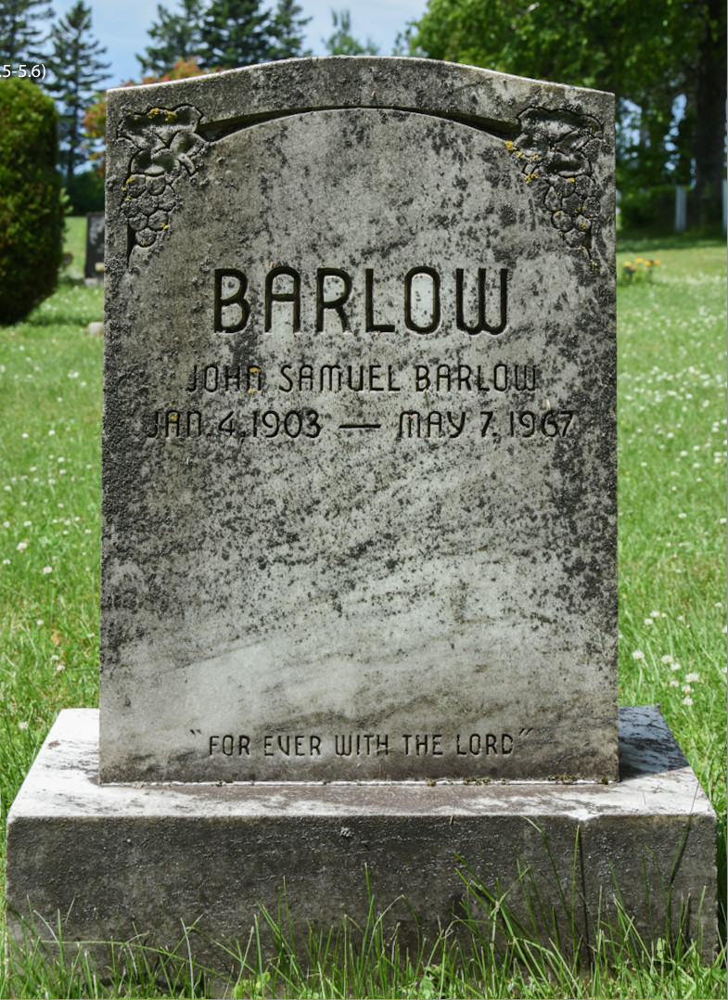 .5-5.6)
BARLOW
JOHN SAMUEL BARLOW
JAN. 4, 1903 — MAY 7, 1967
"FOR EVER WITH THE LORD"